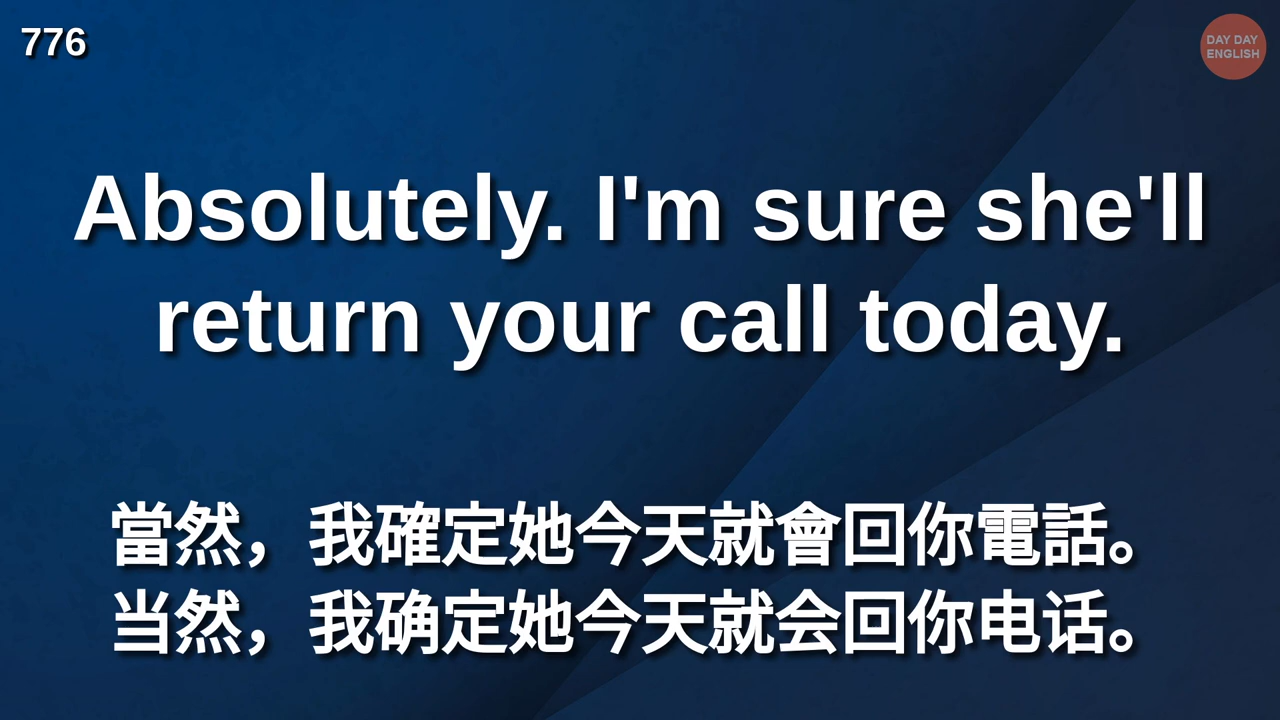 776
DAY DAY
ENGLISH
Absolutely. I'm sure she'll
return your call today.
當然，我確定她今天就會回你電話。
当然，我确定她今天就会回你电话。